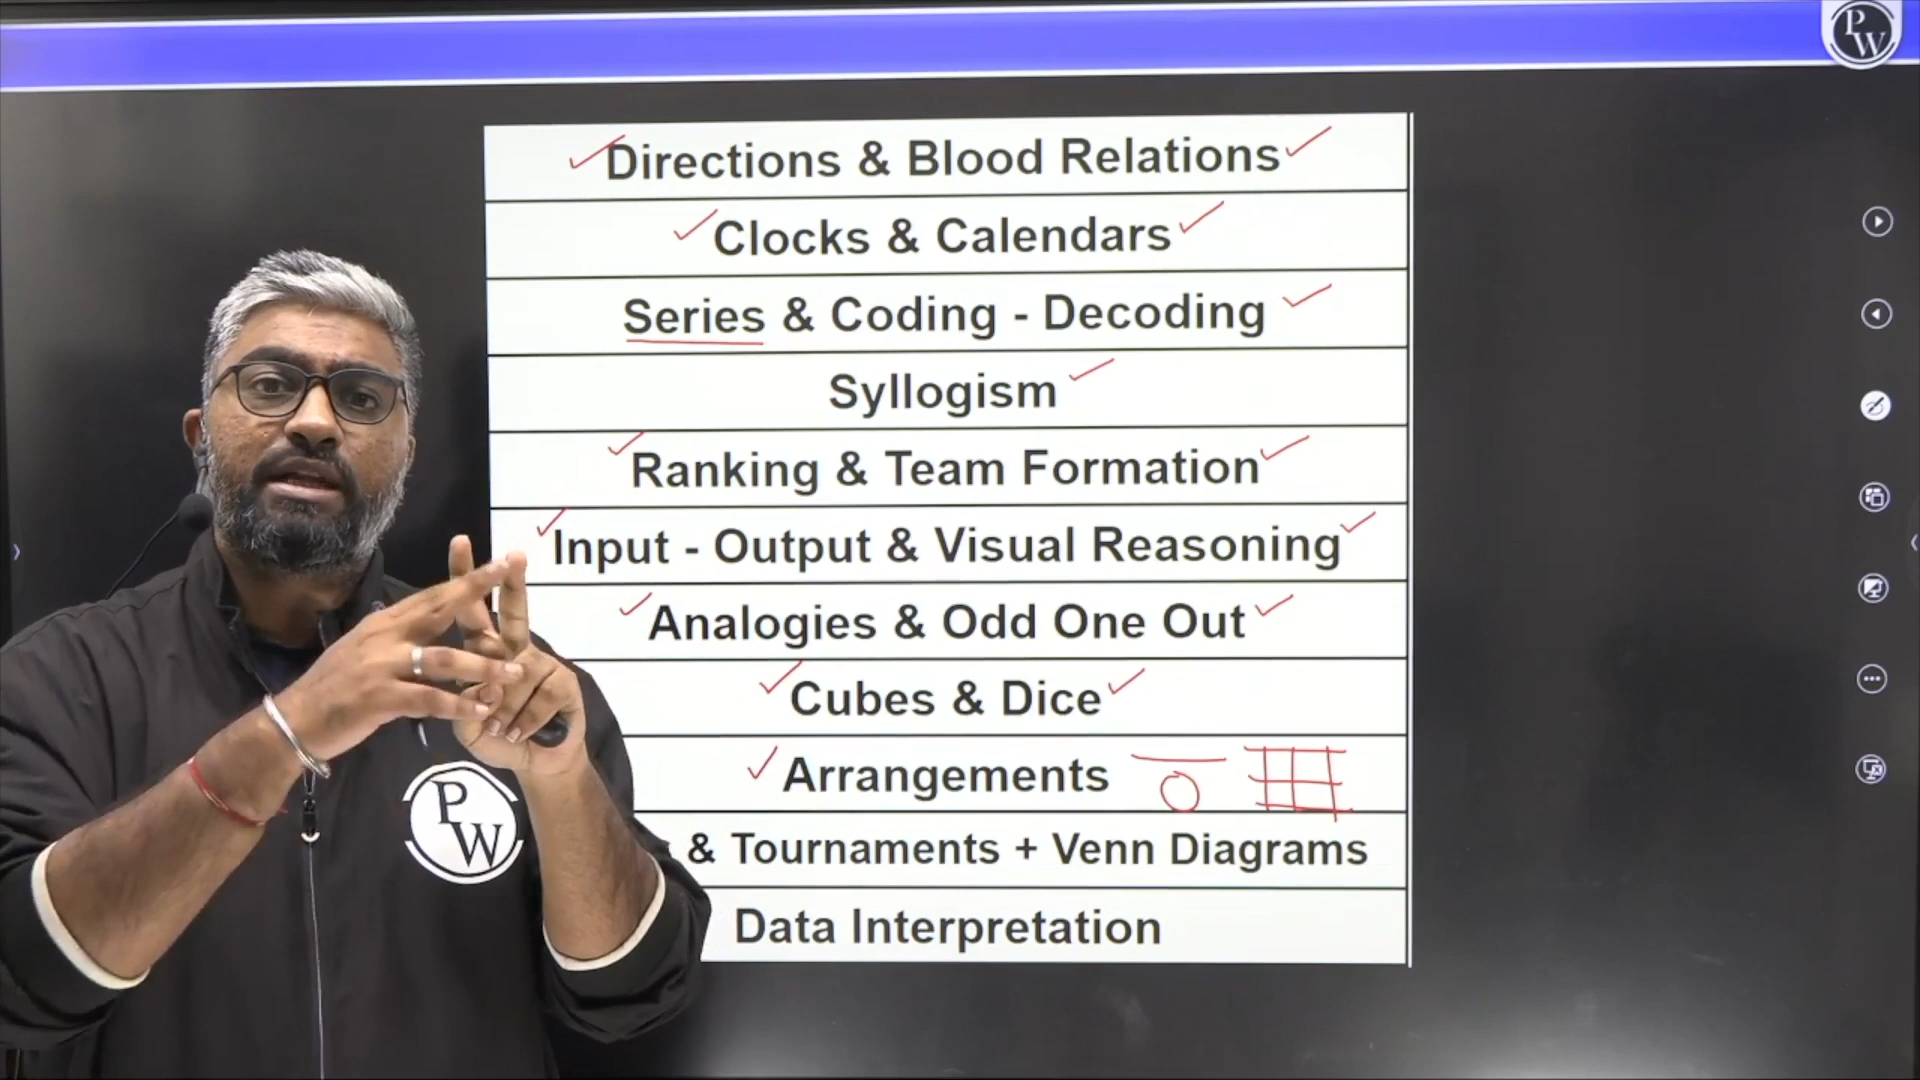 PW
Directions & Blood Relations
Clocks & Calendars
Series & Coding - Decoding
Syllogism
Ranking & Team Formation
Input - Output & Visual Reasoning
Analogies & Odd One Out
Cubes & Dice
Arrangements
& Tournaments + Venn Diagrams
Data Interpretation
PW